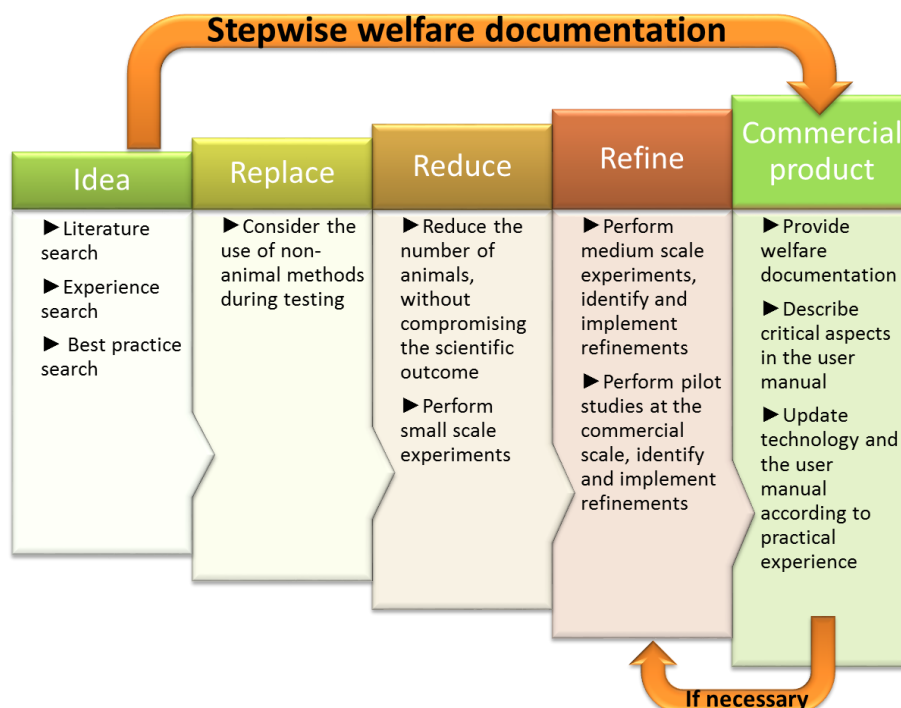 Stepwise welfare documentation
Idea
►Literature
search
►Experience
search
► Best practice
search
Replace
►Consider the
use of non-
animal methods
during testing
Reduce
►Reduce the
number of
animals,
without
compromising
the scientific
outcome
►Perform
small scale
experiments
Refine
►Perform
medium scale
experiments,
identify and
implement
refinements
►Perform pilot
studies at the
commercial
scale, identify
and implement
refinements
Commercial
product
►Provide
welfare
documentation
►Describe
critical aspects
in the user
manual
►Update
technology and
the user
manual
according to
practical
experience
If necessary